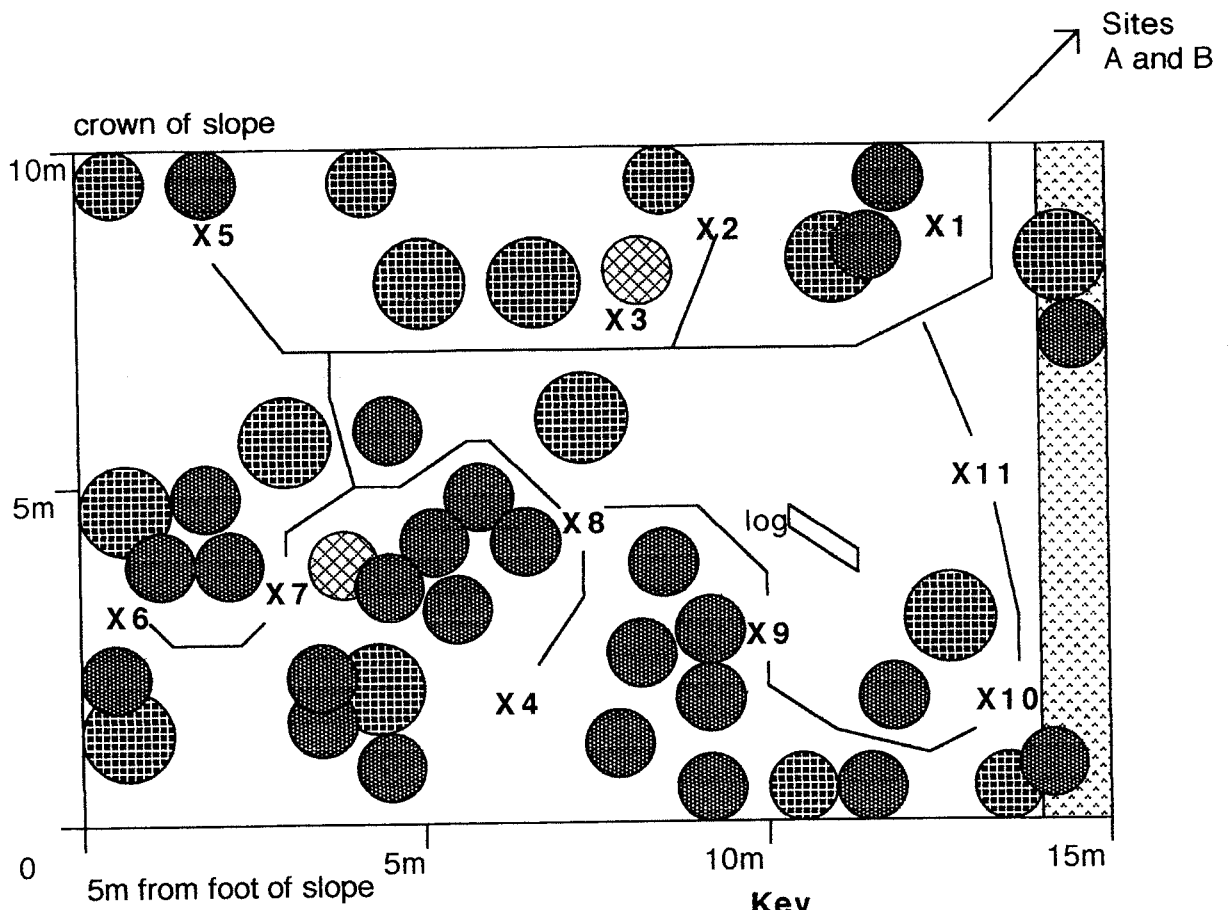 Sites
A and B
crown of slope
10m
X5
X2
X1
X3
5m
X8
log
X11
X7
X6
X9
X4
X10
0
5m
10m
15m
5m from foot of slope
Key